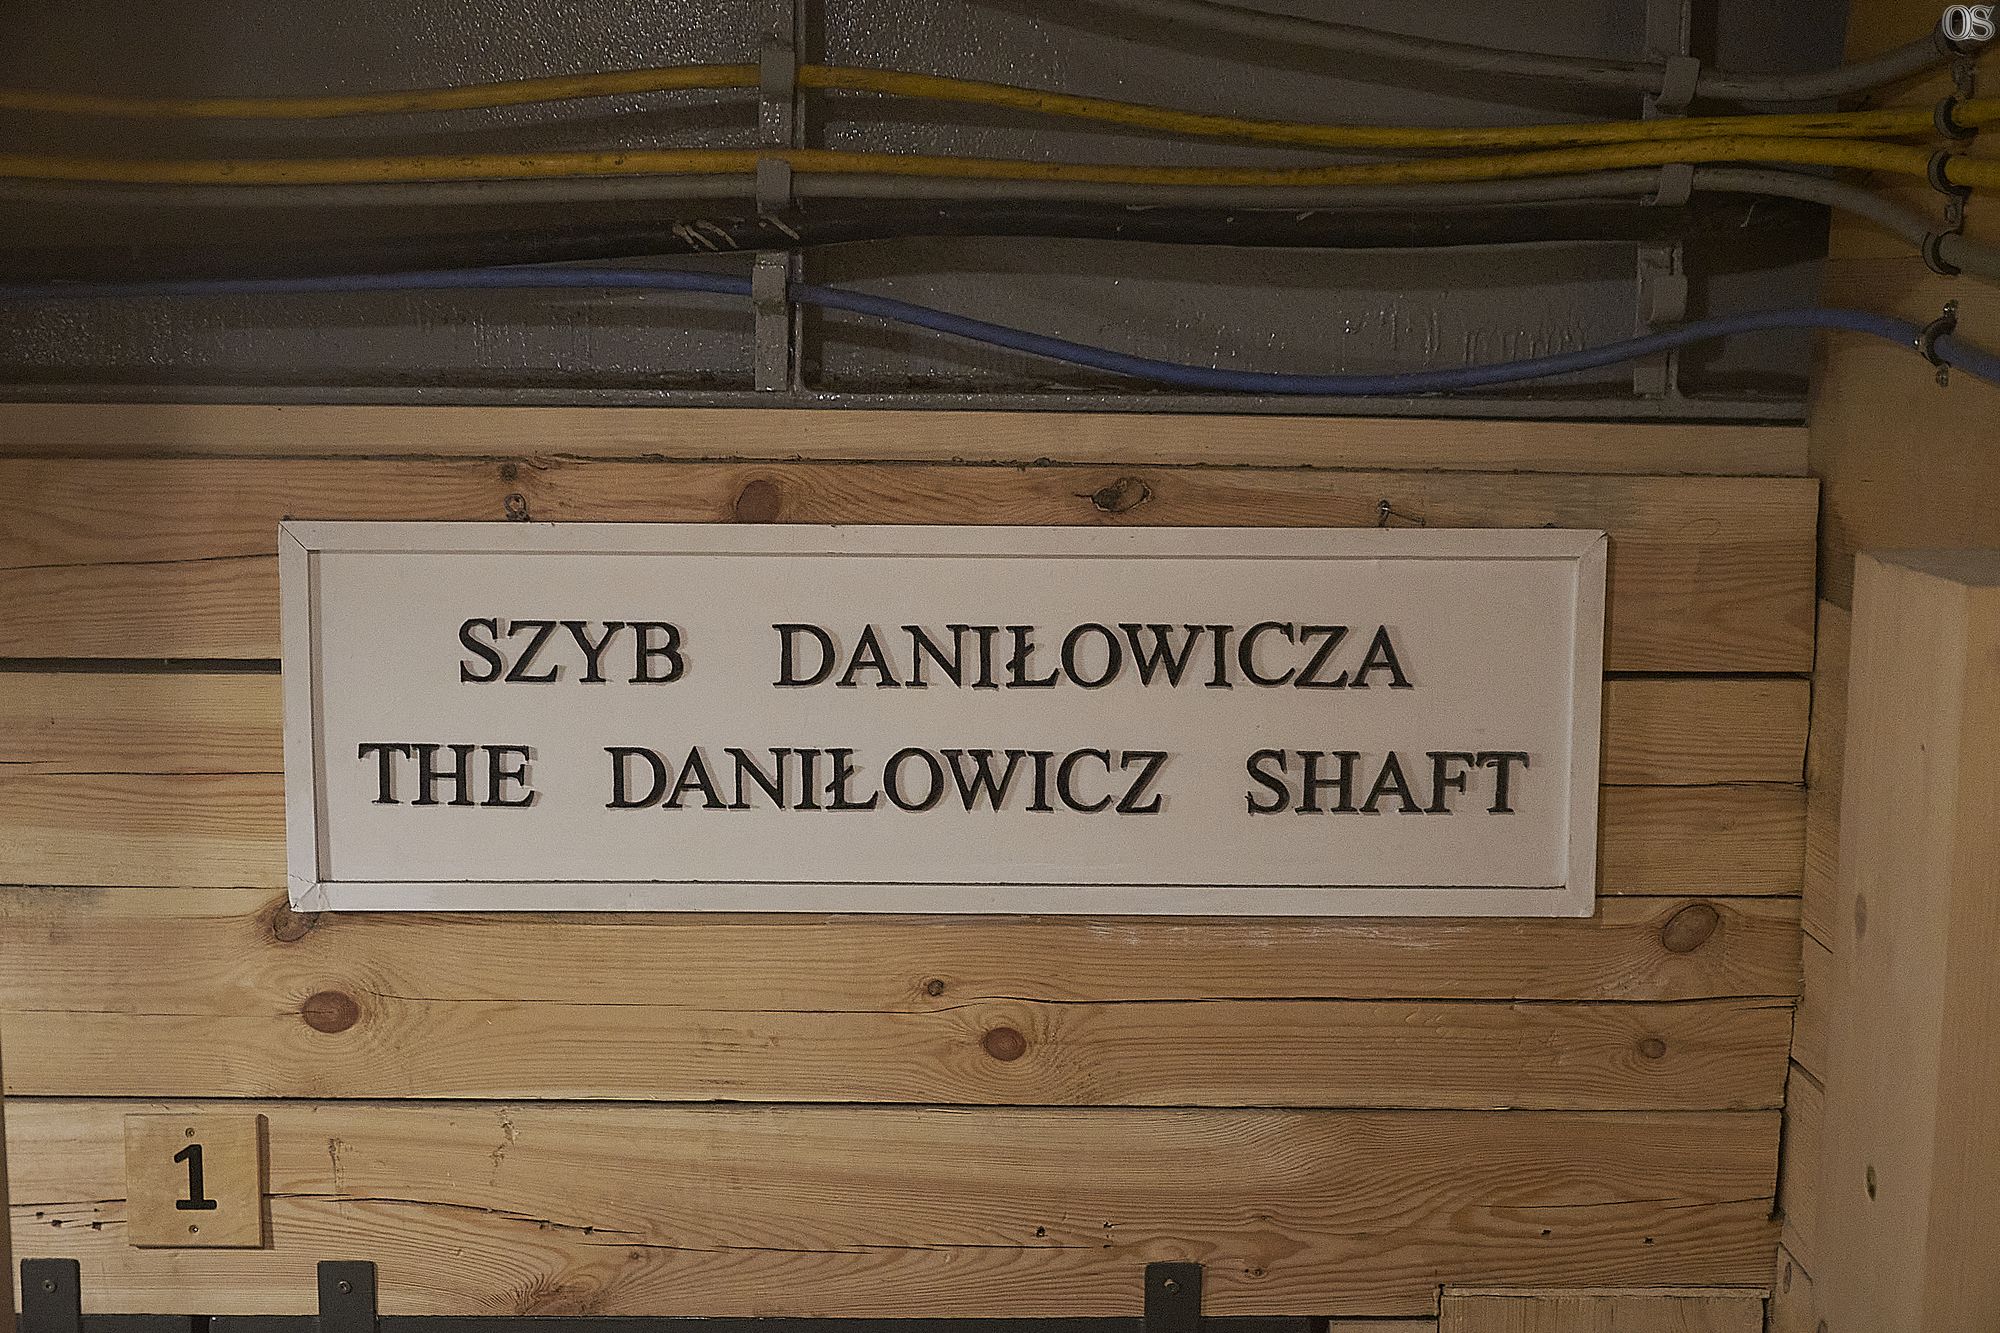 OS
SZYB DANIŁOWICZA
THE DANIŁOWICZ SHAFT
1